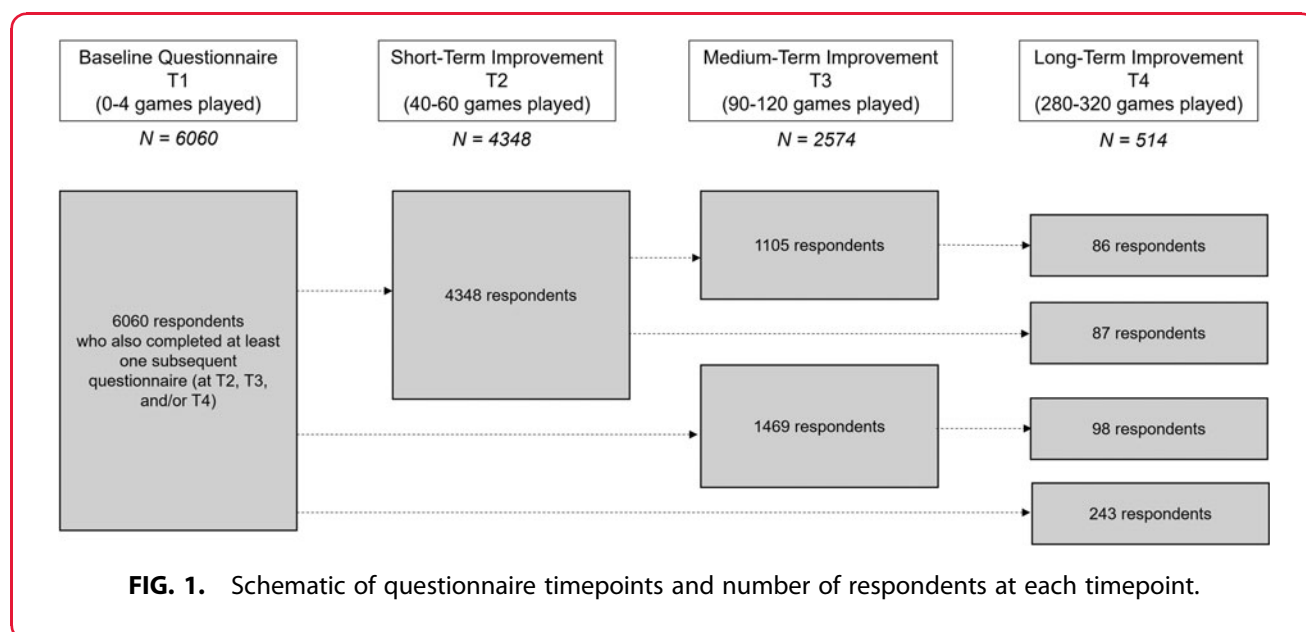 Baseline Questionnaire
T1
(0-4 games played)
N = 6060
Short-Term Improvement
T2
(40-60 games played)
N = 4348
Medium-Term Improvement
T3
(90-120 games played)
N = 2574
Long-Term Improvement
T4
(280-320 games played)
N = 514
6060 respondents
who also completed at least
one subsequent
questionnaire (at T2, T3,
and/or T4)
4348 respondents
1105 respondents
86 respondents
87 respondents
1469 respondents
98 respondents
243 respondents
FIG. 1. Schematic of questionnaire timepoints and number of respondents at each timepoint.